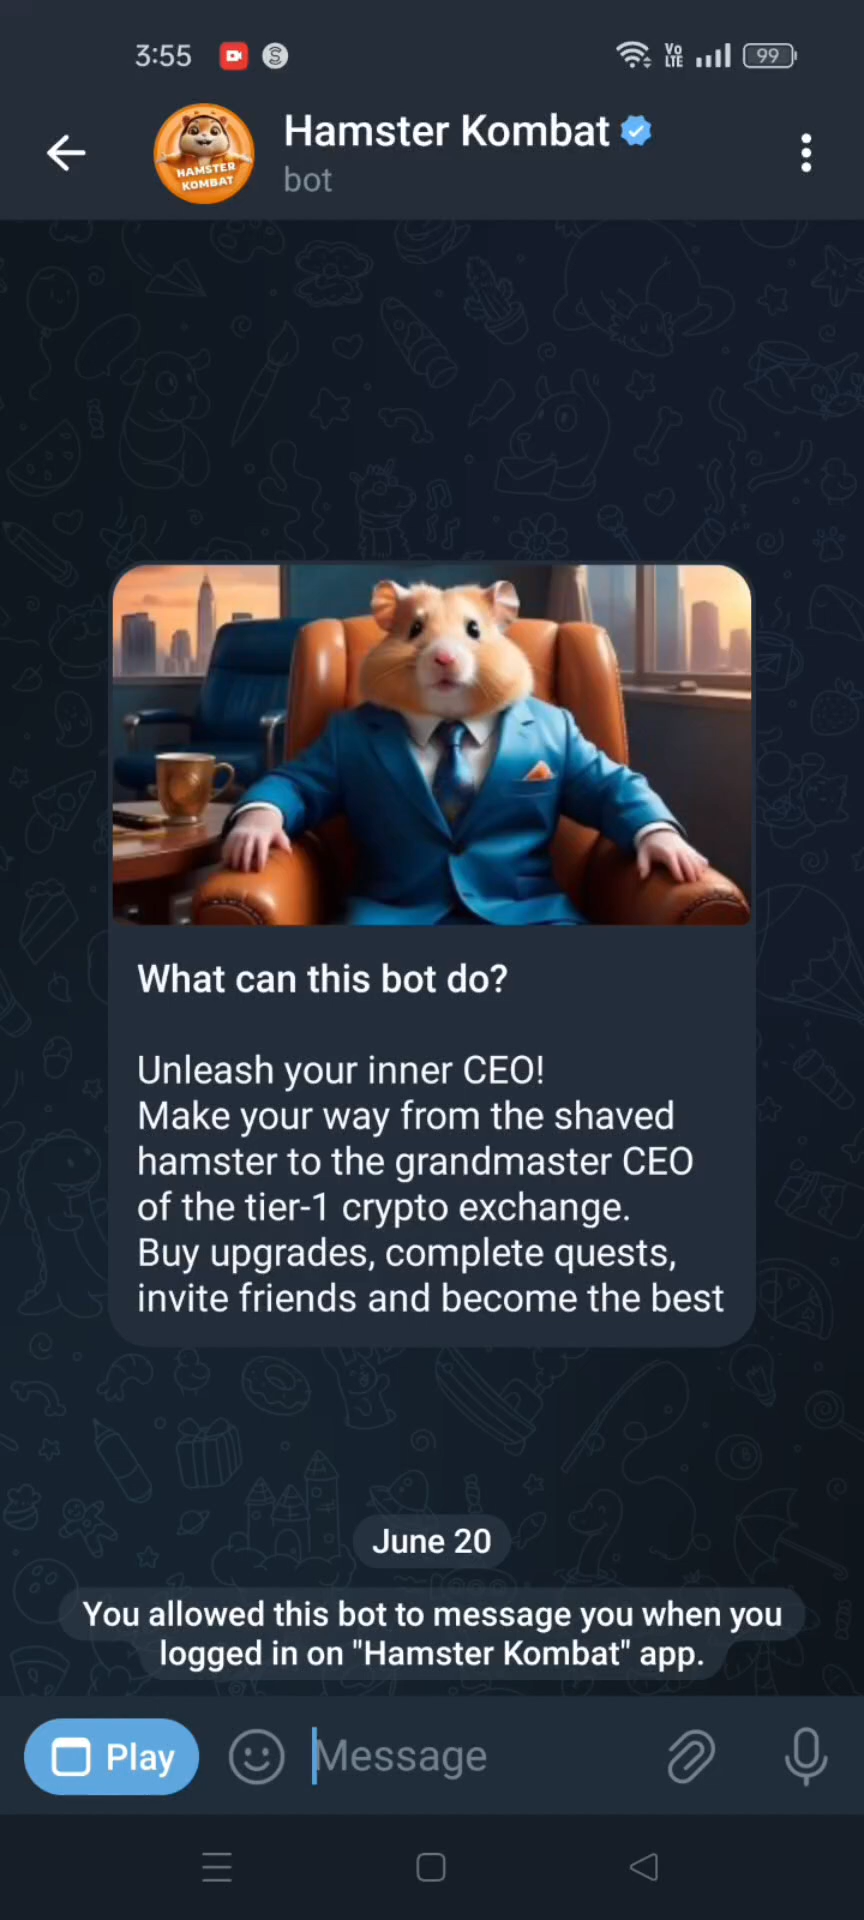 3:55
Vo
LTE
99
Hamster Kombat
bot
HAMSTER
KOMBAT
What can this bot do?
Unleash your inner CEO!
Make your way from the shaved
hamster to the grandmaster CEO
of the tier-1 crypto exchange.
Buy upgrades, complete quests,
invite friends and become the best
June 20
You allowed this bot to message you when you
logged in on "Hamster Kombat" app.
Play
Message